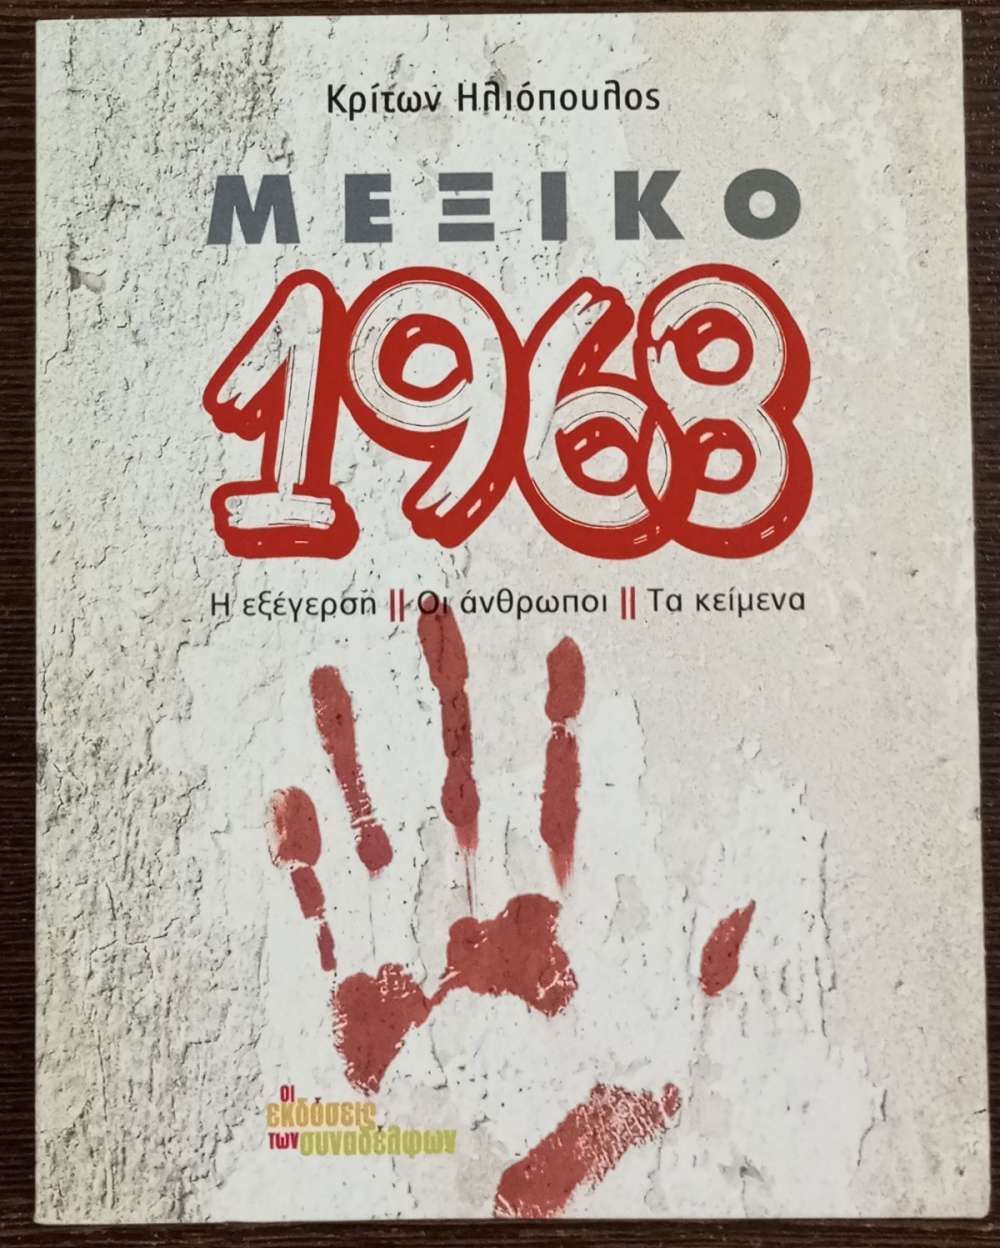 Κρίτων Ηλιόπουλος
ΜΕΞΙΚΟ
1968
Η εξέγερση || Οι άνθρωποι || Τα κείμενα
οι
εκδόσεις
των συναδέλφων